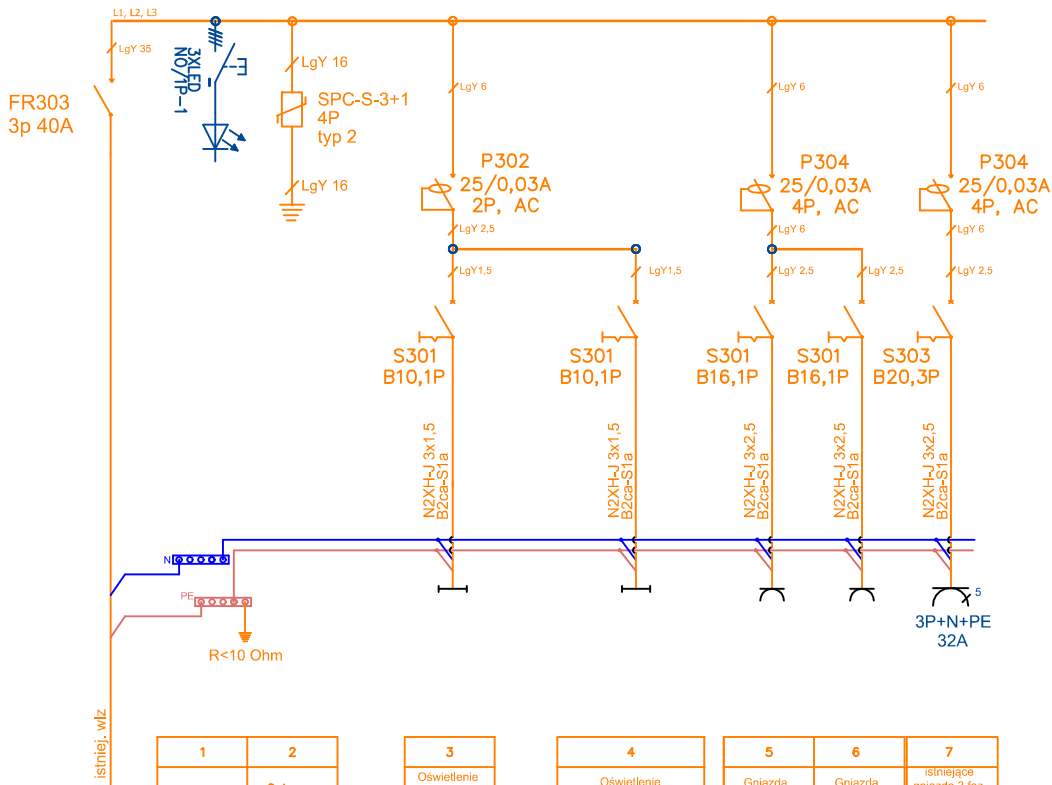 L1, L2, L3
LgY 35
FR303
3p 40A
3XLED
NO/1P-1
LgY 16
SPC-S-3+1
4P
typ 2
LgY 16
LgY 6
P302
25/0,03A
2P, AC
LgY 2,5
LgY1,5
LgY1,5
S301
B10,1P
S301
B10,1P
LgY 6
P304
25/0,03A
4P, AC
LgY 6
LgY 2,5
LgY 2,5
S301
B16,1P
S301
B16,1P
LgY 6
P304
25/0,03A
4P, AC
LgY 6
LgY 2,5
S303
B20,3P
N2XH-J 3x1,5
B2ca-S1a
N2XH-J 3x1,5
B2ca-S1a
N2XH-J 3x2,5
B2ca-S1a
N2XH-J 3x2,5
B2ca-S1a
N2XH-J 3x2,5
B2ca-S1a
N
PE
R<10 Ohm
5
3P+N+PE
32A
istniej. wlz
1
2
3
4
5
6
7
Oświetlenie
Oświetlenie
Gniazda
Gniazda
istniejące
gniazdo 3 faz